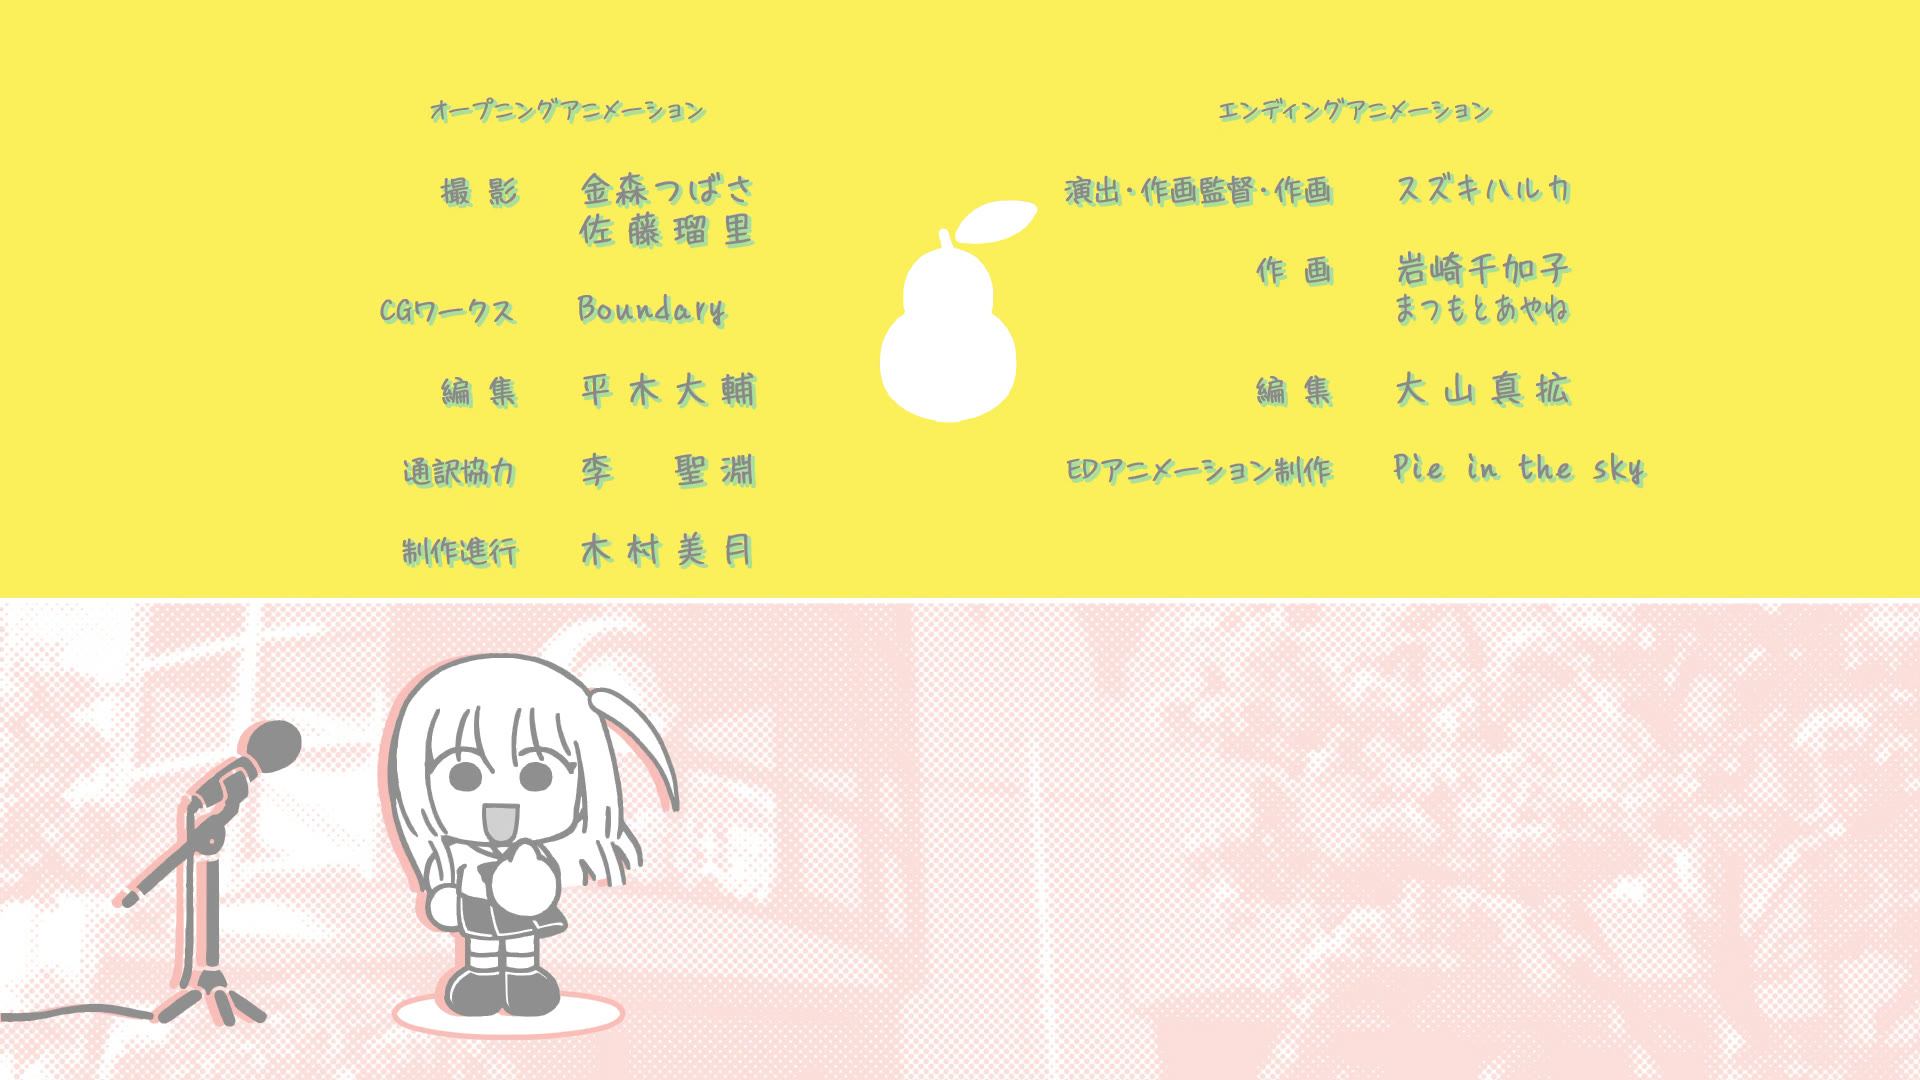 オープニングアニメーション
撮影 金森つばさ
佐藤瑠里
CGワークス Boundary
編集 平木大輔
通訳協力 李 聖淵
制作進行 木村美月
エンディングアニメーション
演出・作画監督・作画 スズキハルカ
作画 岩崎千加子
まつもとあやね
編集 大山真拡
EDアニメーション制作 Pie in the sky